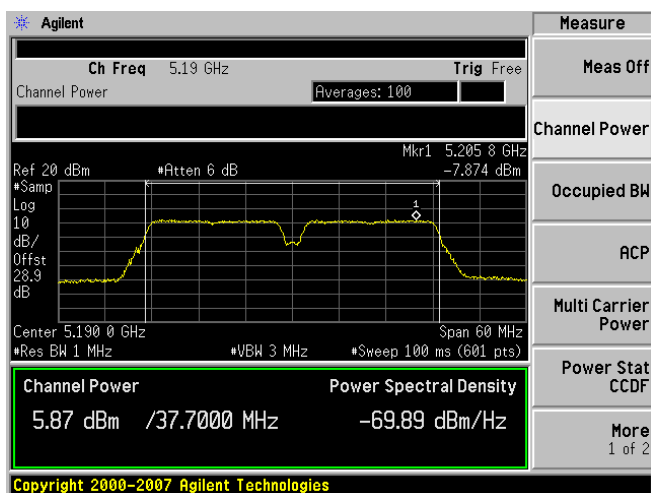 Agilent
Measure
Ch Freq 5.19 GHz Trig Free
Channel Power Averages: 100
Mkr1 5.205 8 GHz
Ref 20 dBm #Atten 6 dB -7.874 dBm
#Samp
Log
10
dB/
Offst
28.9
dB
1
Center 5.190 0 GHz Span 60 MHz
#Res BW 1 MHz #VBW 3 MHz #Sweep 100 ms (601 pts)
Channel Power Power Spectral Density
5.87 dBm /37.7000 MHz -69.89 dBm/Hz
Copyright 2000-2007 Agilent Technologies
Meas Off
Channel Power
Occupied BW
ACP
Multi Carrier
Power
Power Stat
CCDF
More
1 of 2